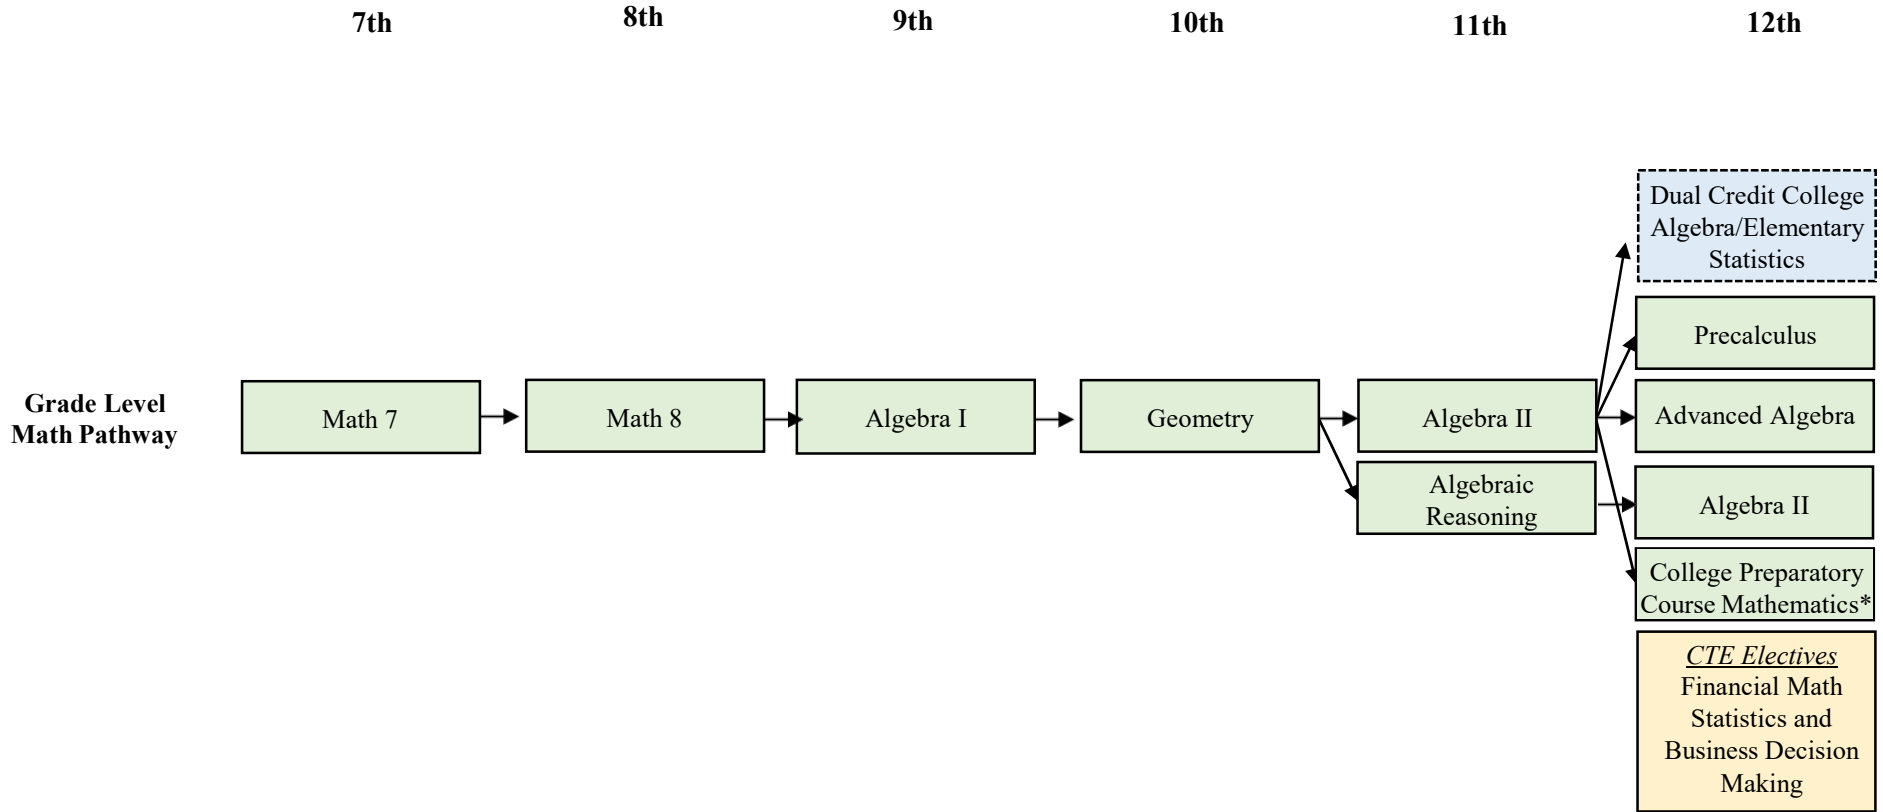 7th 8th 9th 10th 11th 12th
Dual Credit College
Algebra/Elementary
Statistics
Precalculus
Grade Level
Math Pathway
Math 7
Math 8
Algebra I
Geometry
Algebra II
Advanced Algebra
Algebraic
Reasoning
Algebra II
College Preparatory
Course Mathematics*
CTE Electives
Financial Math
Statistics and
Business Decision
Making